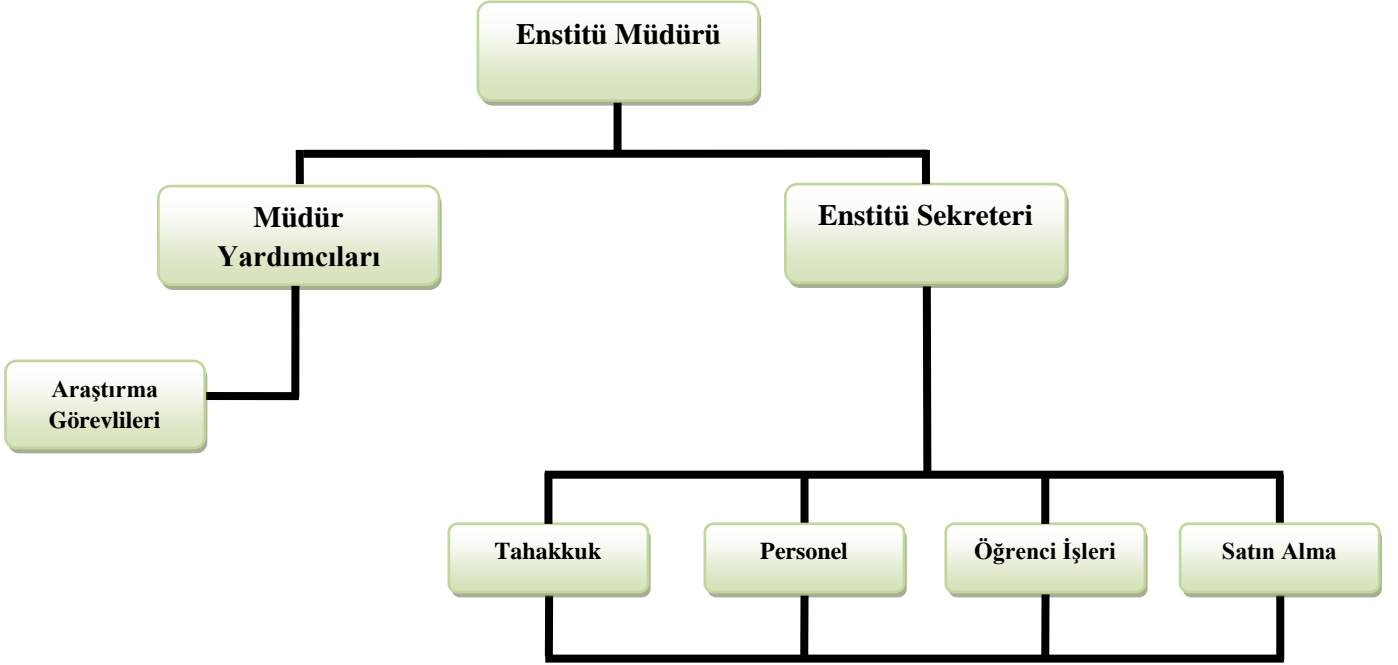 Enstitü Müdürü
Müdür
Yardımcıları
Enstitü Sekreteri
Araştırma
Görevlileri
Tahakkuk
Personel
Öğrenci İşleri
Satın Alma